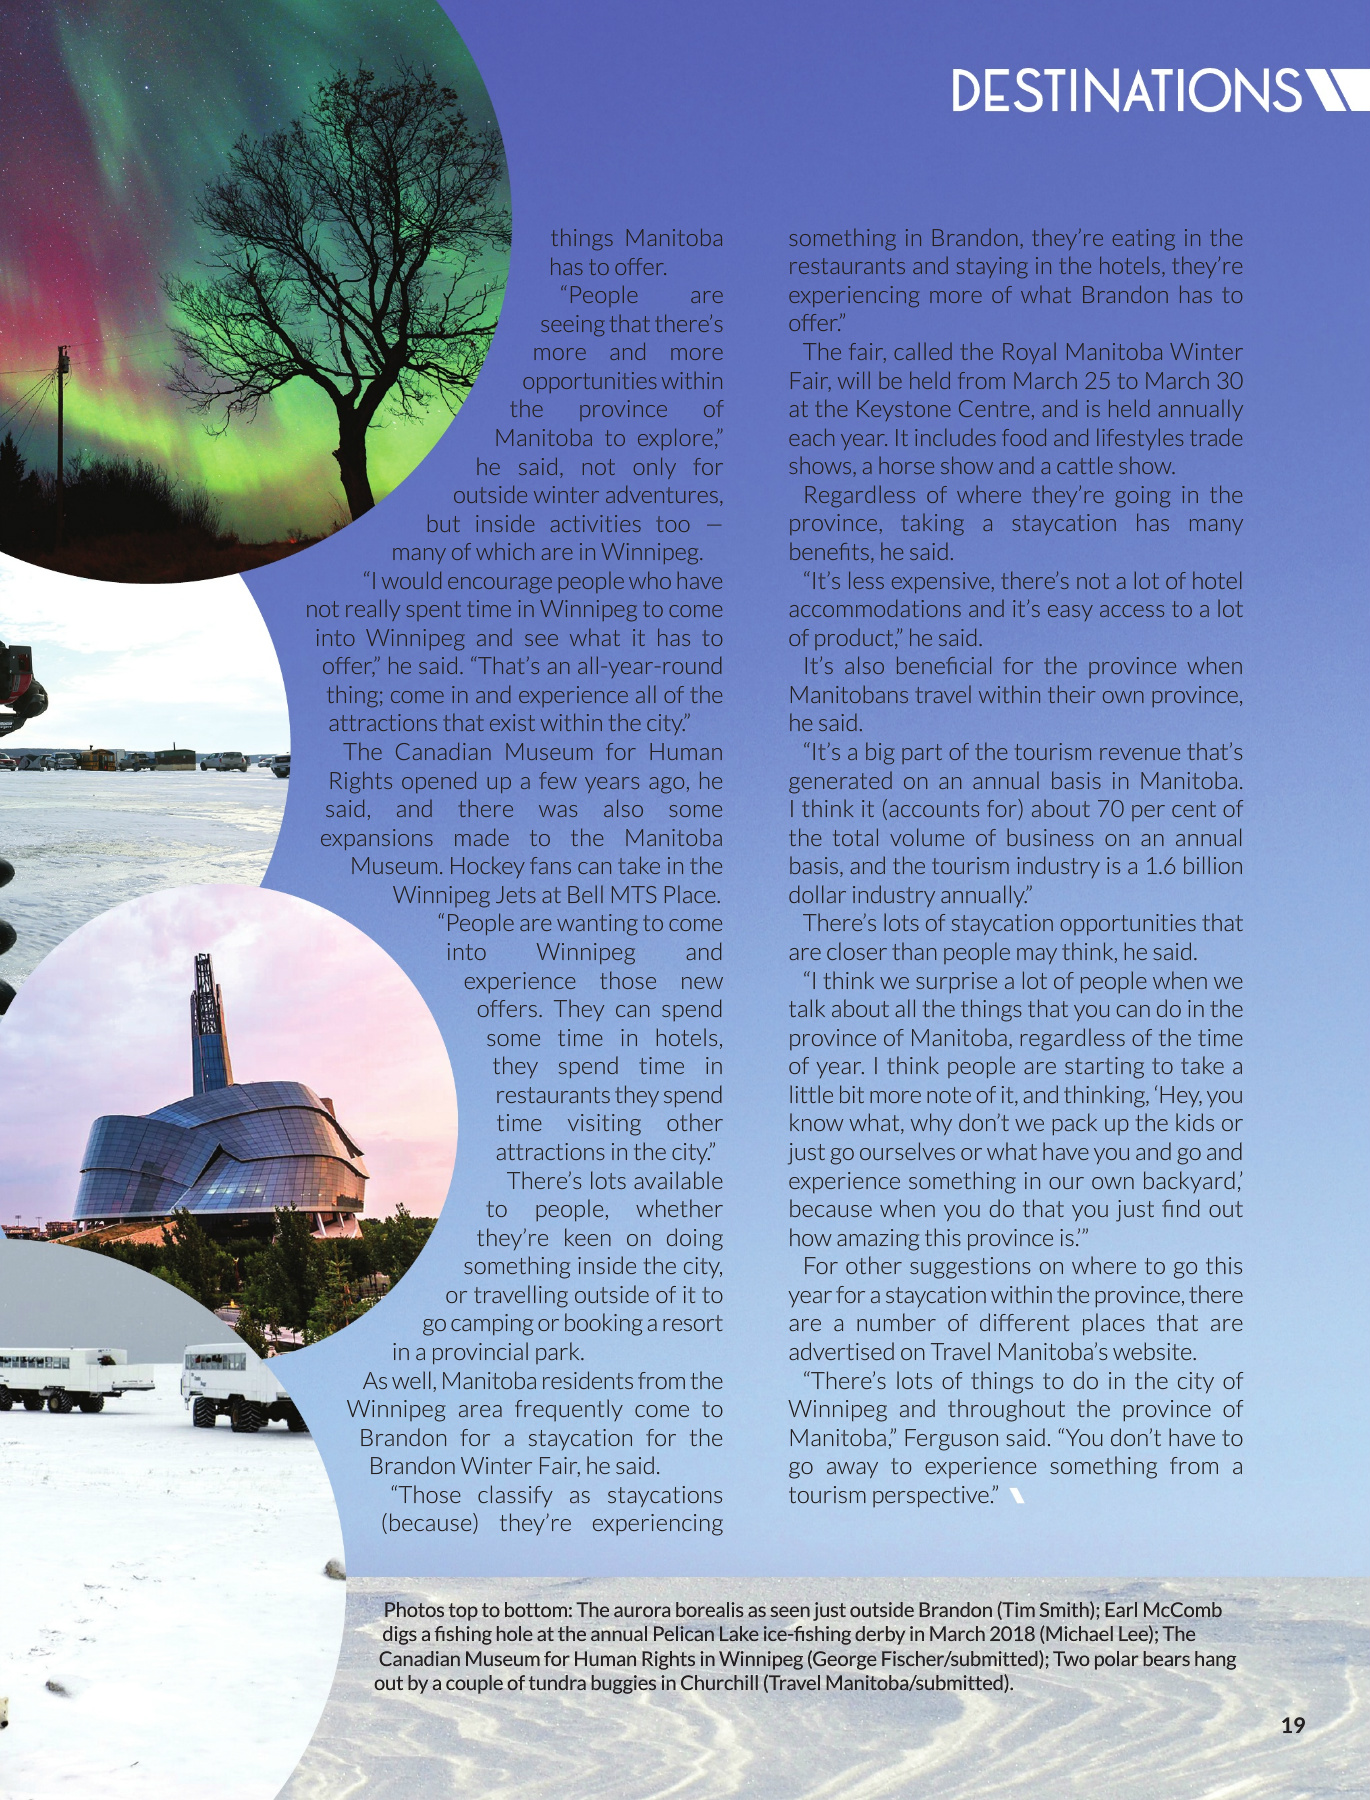 DESTINATIONS
things Manitoba
has to offer.
“People are
seeing that there’s
more and more
opportunities within
the province of
Manitoba to explore,”
he said, not only for
outside winter adventures,
but inside activities too —
many of which are in Winnipeg.
“I would encourage people who have
not really spent time in Winnipeg to come
into Winnipeg and see what it has to
offer,” he said. “That’s an all-year-round
thing; come in and experience all of the
attractions that exist within the city.”
The Canadian Museum for Human
Rights opened up a few years ago, he
said, and there was also some
expansions made to the Manitoba
Museum. Hockey fans can take in the
Winnipeg Jets at Bell MTS Place.
“People are wanting to come
into Winnipeg and
experience those new
offers. They can spend
some time in hotels,
they spend time in
restaurants they spend
time visiting other
attractions in the city.”
There’s lots available
to people, whether
they’re keen on doing
something inside the city,
or travelling outside of it to
go camping or booking a resort
in a provincial park.
As well, Manitoba residents from the
Winnipeg area frequently come to
Brandon for a staycation for the
Brandon Winter Fair, he said.
“Those classify as staycations
(because) they’re experiencing
something in Brandon, they’re eating in the
restaurants and staying in the hotels, they’re
experiencing more of what Brandon has to
offer.”
The fair, called the Royal Manitoba Winter
Fair, will be held from March 25 to March 30
at the Keystone Centre, and is held annually
each year. It includes food and lifestyles trade
shows, a horse show and a cattle show.
Regardless of where they’re going in the
province, taking a staycation has many
benefits, he said.
“It’s less expensive, there’s not a lot of hotel
accommodations and it’s easy access to a lot
of product,” he said.
It’s also beneficial for the province when
Manitobans travel within their own province,
he said.
“It’s a big part of the tourism revenue that’s
generated on an annual basis in Manitoba.
I think it (accounts for) about 70 per cent of
the total volume of business on an annual
basis, and the tourism industry is a 1.6 billion
dollar industry annually.”
There’s lots of staycation opportunities that
are closer than people may think, he said.
“I think we surprise a lot of people when we
talk about all the things that you can do in the
province of Manitoba, regardless of the time
of year. I think people are starting to take a
little bit more note of it, and thinking, ‘Hey, you
know what, why don’t we pack up the kids or
just go ourselves or what have you and go and
experience something in our own backyard,’
because when you do that you just find out
how amazing this province is.’”
For other suggestions on where to go this
year for a staycation within the province, there
are a number of different places that are
advertised on Travel Manitoba’s website.
“There’s lots of things to do in the city of
Winnipeg and throughout the province of
Manitoba,” Ferguson said. “You don’t have to
go away to experience something from a
tourism perspective.”
Photos top to bottom: The aurora borealis as seen just outside Brandon (Tim Smith); Earl McComb
digs a fishing hole at the annual Pelican Lake ice-fishing derby in March 2018 (Michael Lee); The
Canadian Museum for Human Rights in Winnipeg (George Fischer/submitted); Two polar bears hang
out by a couple of tundra buggies in Churchill (Travel Manitoba/submitted).
19